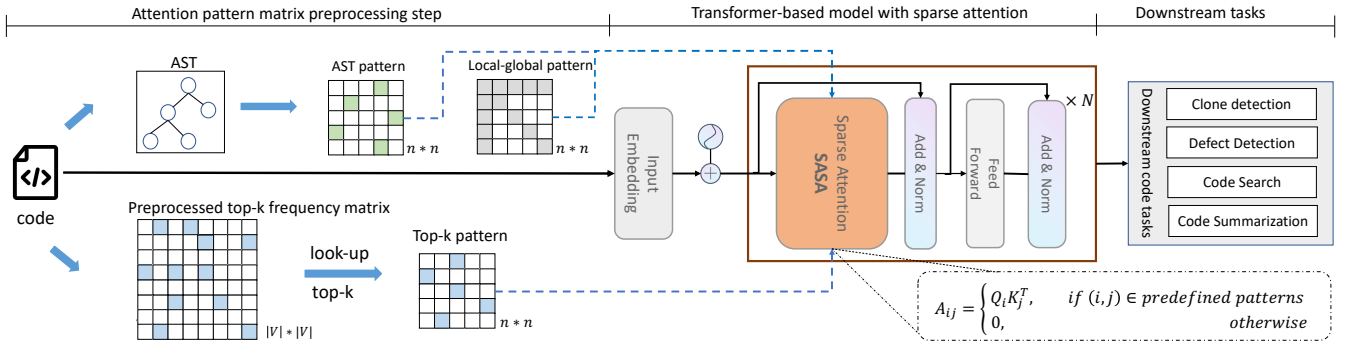 Attention pattern matrix preprocessing step
Transformer-based model with sparse attention
Downstream tasks
AST
AST pattern
n * n
Local-global pattern
n * n
code
Preprocessed top-k frequency matrix
|V| * |V|
look-up
top-k
Top-k pattern
n * n
Input
Embedding
+
Sparse Attention
SASA
Add & Norm
Feed
Forward
Add & Norm
× N
Downstream code tasks
Clone detection
Defect Detection
Code Search
Code Summarization
A_{ij} = { Q_i K_j^T, if (i, j) ∈ predefined patterns
0, otherwise